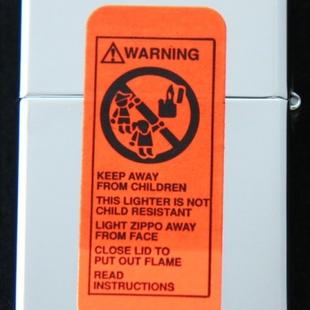 WARNING
KEEP AWAY
FROM CHILDREN
THIS LIGHTER IS NOT
CHILD RESISTANT
LIGHT ZIPPO AWAY
FROM FACE
CLOSE LID TO
PUT OUT FLAME
READ
INSTRUCTIONS